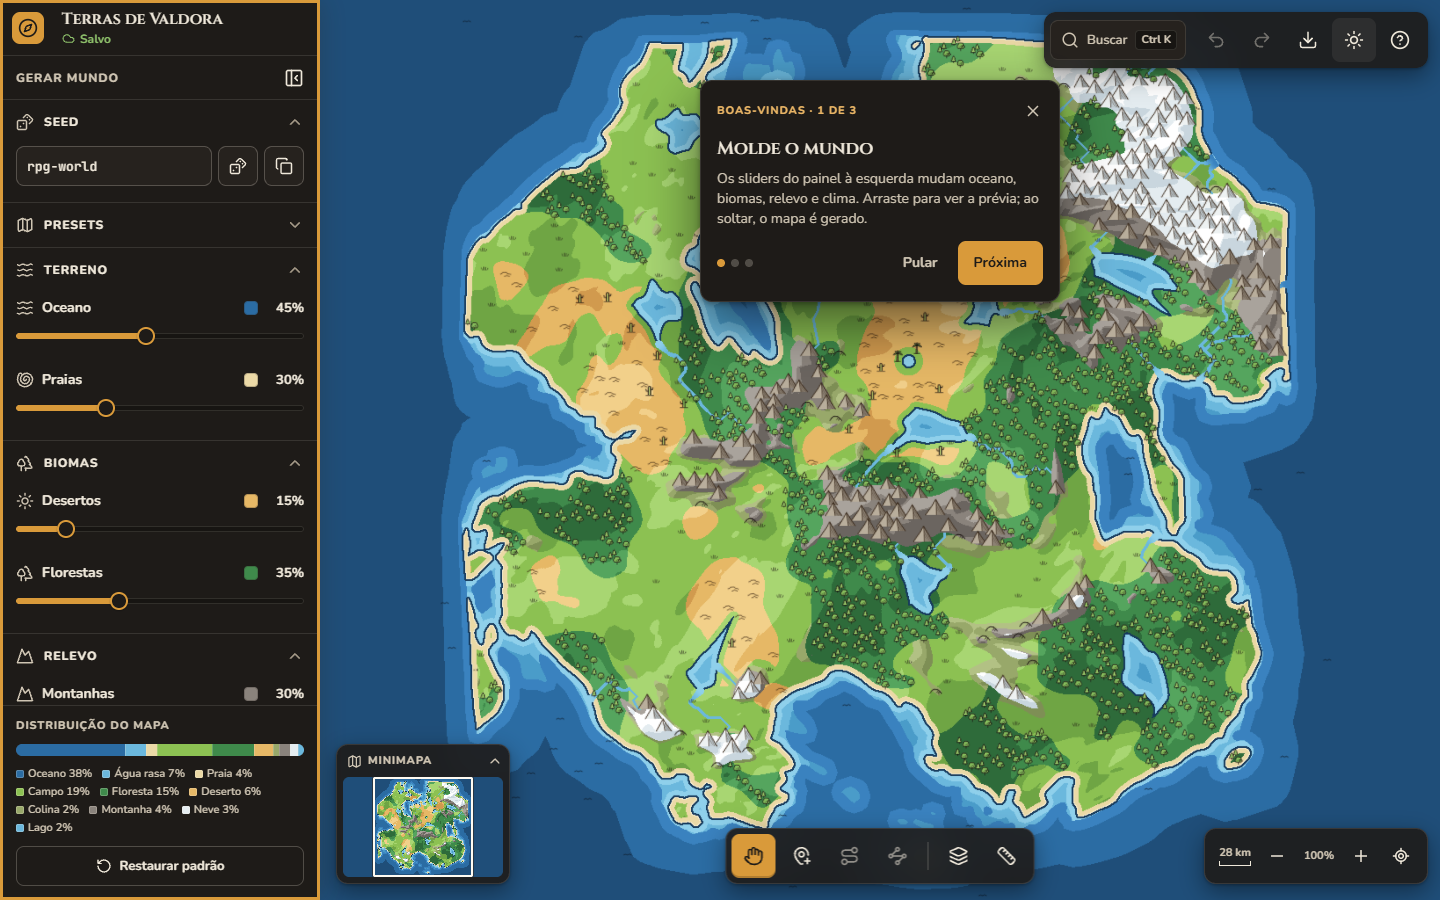 Terras de Valdora
Salvo
GERAR MUNDO
SEED
rpg-world
PRESETS
TERRENO
Oceano 45%
Praias 30%
BIOMAS
Desertos 15%
Florestas 35%
RELEVO
Montanhas 30%
DISTRIBUIÇÃO DO MAPA
Oceano 38% Água rasa 7% Praia 4%
Campo 19% Floresta 15% Deserto 6%
Colina 2% Montanha 4% Neve 3%
Lago 2%
Restaurar padrão
Buscar Ctrl K
BOAS-VINDAS · 1 DE 3
Molde o mundo
Os sliders do painel à esquerda mudam oceano,
biomas, relevo e clima. Arraste para ver a prévia; ao
soltar, o mapa é gerado.
Pular Próxima
MINIMAPA
28 km 100%